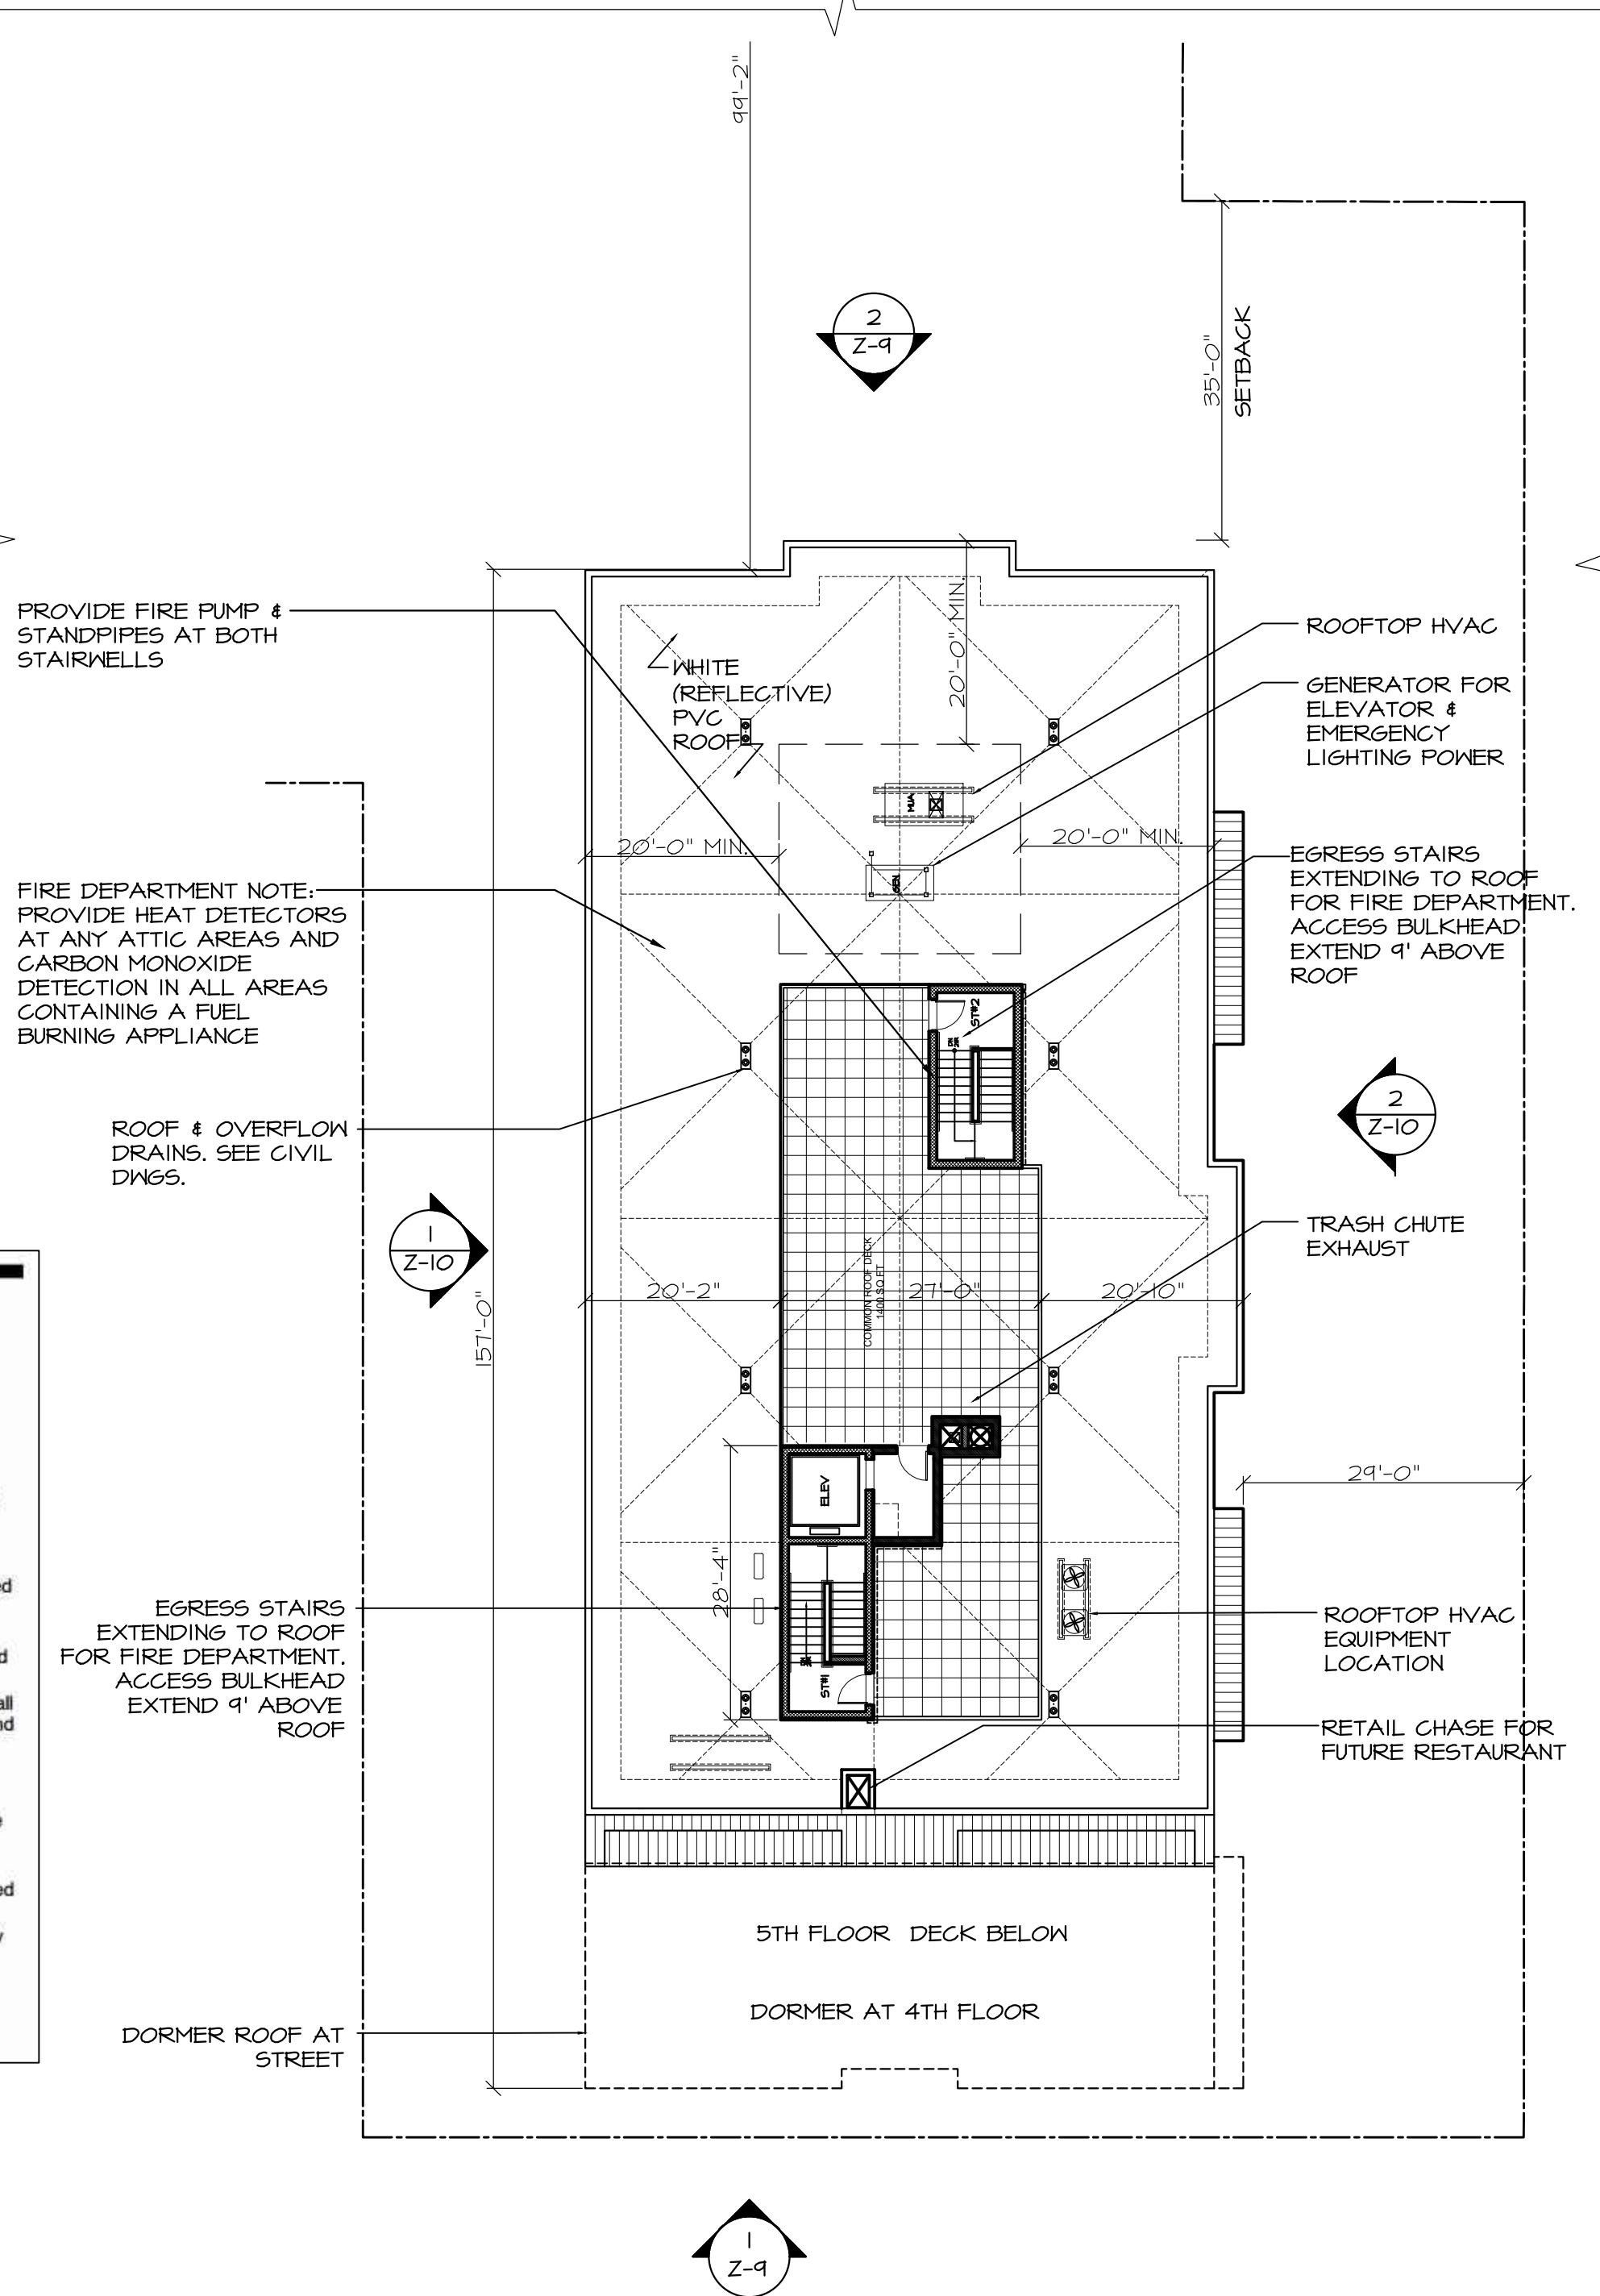 99'-2"
2
Z-9
35'-0"
SETBACK
PROVIDE FIRE PUMP &
STANDPIPES AT BOTH
STAIRWELLS
WHITE
(REFLECTIVE)
PVC
ROOF
20'-0" MIN.
ROOFTOP HVAC
GENERATOR FOR
ELEVATOR &
EMERGENCY
LIGHTING POWER
MUA
20'-0" MIN.
20'-0" MIN.
GEN
EGRESS STAIRS
EXTENDING TO ROOF
FOR FIRE DEPARTMENT.
ACCESS BULKHEAD
EXTEND 9' ABOVE
ROOF
FIRE DEPARTMENT NOTE:
PROVIDE HEAT DETECTORS
AT ANY ATTIC AREAS AND
CARBON MONOXIDE
DETECTION IN ALL AREAS
CONTAINING A FUEL
BURNING APPLIANCE
ST#2
2
Z-10
ROOF & OVERFLOW
DRAINS. SEE CIVIL
DWGS.
1
Z-10
TRASH CHUTE
EXHAUST
157'-0"
20'-2"
COMMON ROOF DECK
1400 SQ FT
27'-0"
20'-10"
29'-0"
ELEV
28'-4"
ed
d
all
nd
ed
EGRESS STAIRS
EXTENDING TO ROOF
FOR FIRE DEPARTMENT.
ACCESS BULKHEAD
EXTEND 9' ABOVE
ROOF
ST#1
ROOFTOP HVAC
EQUIPMENT
LOCATION
RETAIL CHASE FOR
FUTURE RESTAURANT
5TH FLOOR DECK BELOW
DORMER AT 4TH FLOOR
DORMER ROOF AT
STREET
1
Z-9